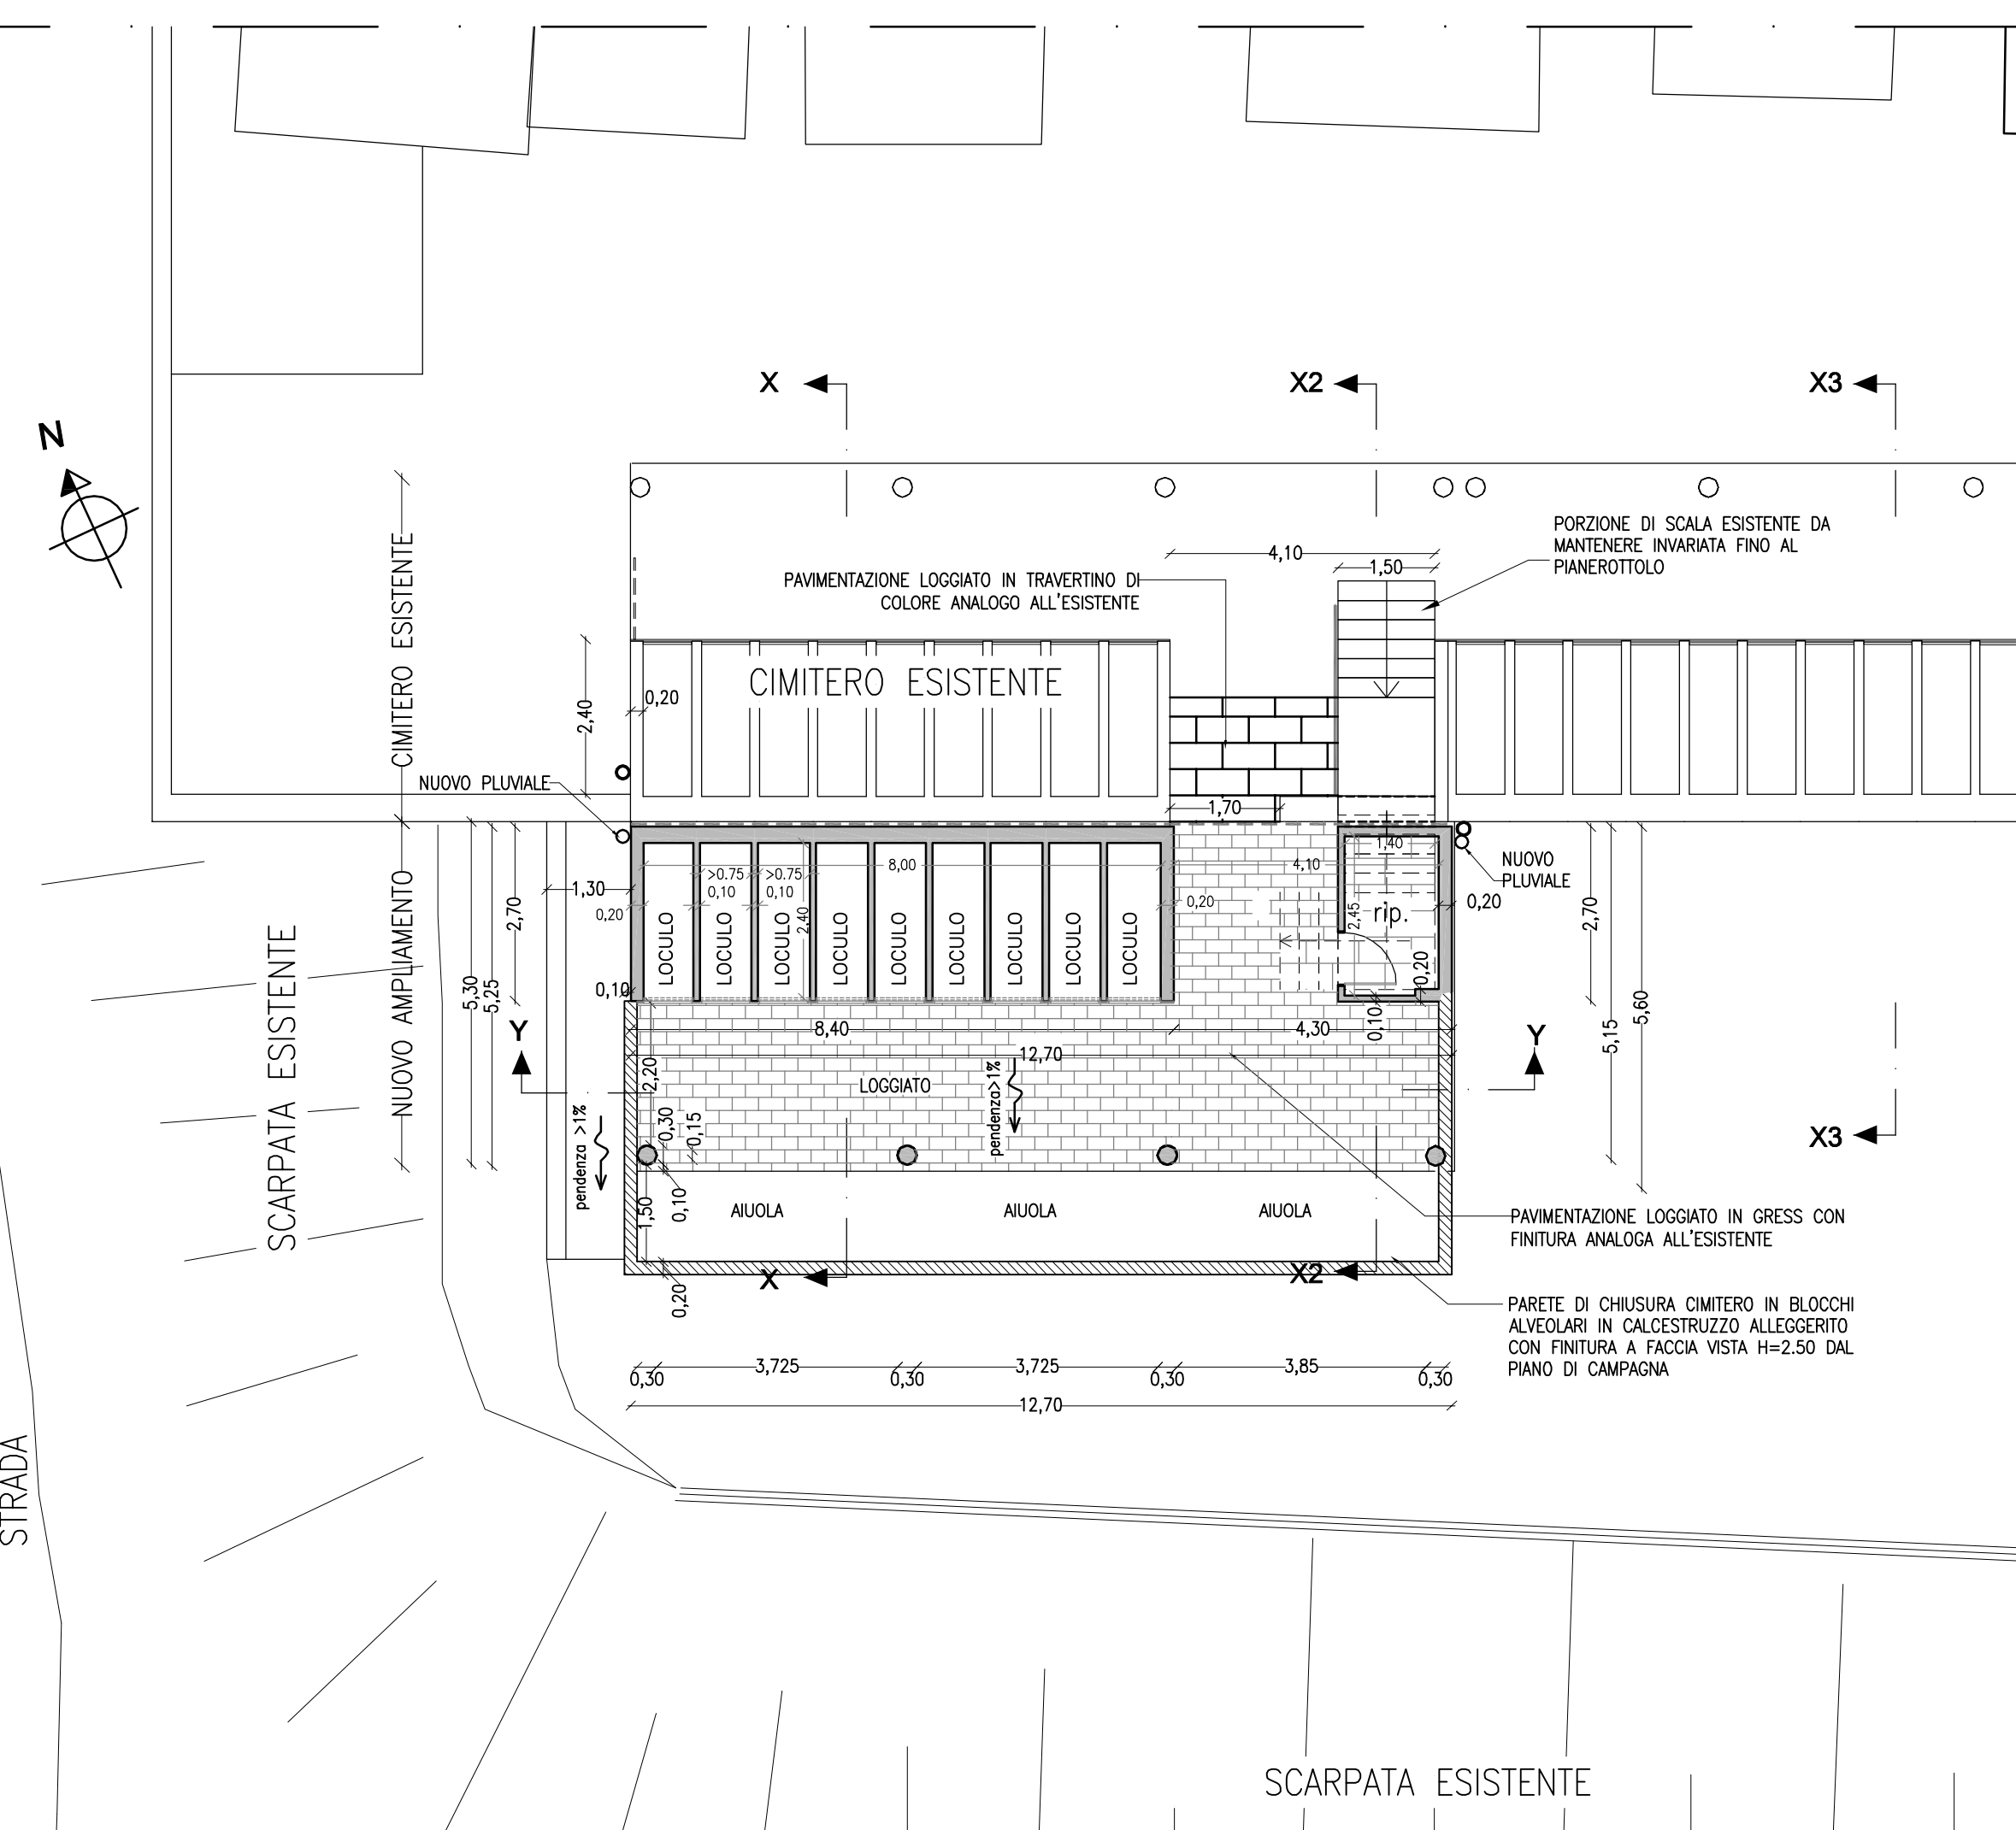 X
X2
X3
N
PORZIONE DI SCALA ESISTENTE DA
MANTENERE INVARIATA FINO AL
PIANEROTTOLO
4,10
1,50
PAVIMENTAZIONE LOGGIATO IN TRAVERTINO DI
COLORE ANALOGO ALL'ESISTENTE
CIMITERO ESISTENTE
CIMITERO ESISTENTE
0,20
2,40
NUOVO PLUVIALE
1,70
1,40
8,00
4,10
NUOVO
PLUVIALE
>0.75
0,10
>0.75
0,10
1,30
0,20
2,40
0,20
2,45
rip.
0,20
2,70
2,70
LOCULO
LOCULO
LOCULO
LOCULO
LOCULO
LOCULO
LOCULO
LOCULO
LOCULO
NUOVO AMPLIAMENTO
SCARPATA ESISTENTE
5,30
5,25
0,10
0,20
0,10
5,60
5,15
Y
8,40
4,30
Y
12,70
2,20
LOGGIATO
pendenza>1%
pendenza >1%
0,30
0,15
X3
1,50
0,10
AIUOLA
AIUOLA
AIUOLA
PAVIMENTAZIONE LOGGIATO IN GRESS CON
FINITURA ANALOGA ALL'ESISTENTE
X
X2
0,20
PARETE DI CHIUSURA CIMITERO IN BLOCCHI
ALVEOLARI IN CALCESTRUZZO ALLEGGERITO
CON FINITURA A FACCIA VISTA H=2.50 DAL
PIANO DI CAMPAGNA
3,725
3,725
3,85
0,30
0,30
0,30
0,30
12,70
STRADA
SCARPATA ESISTENTE